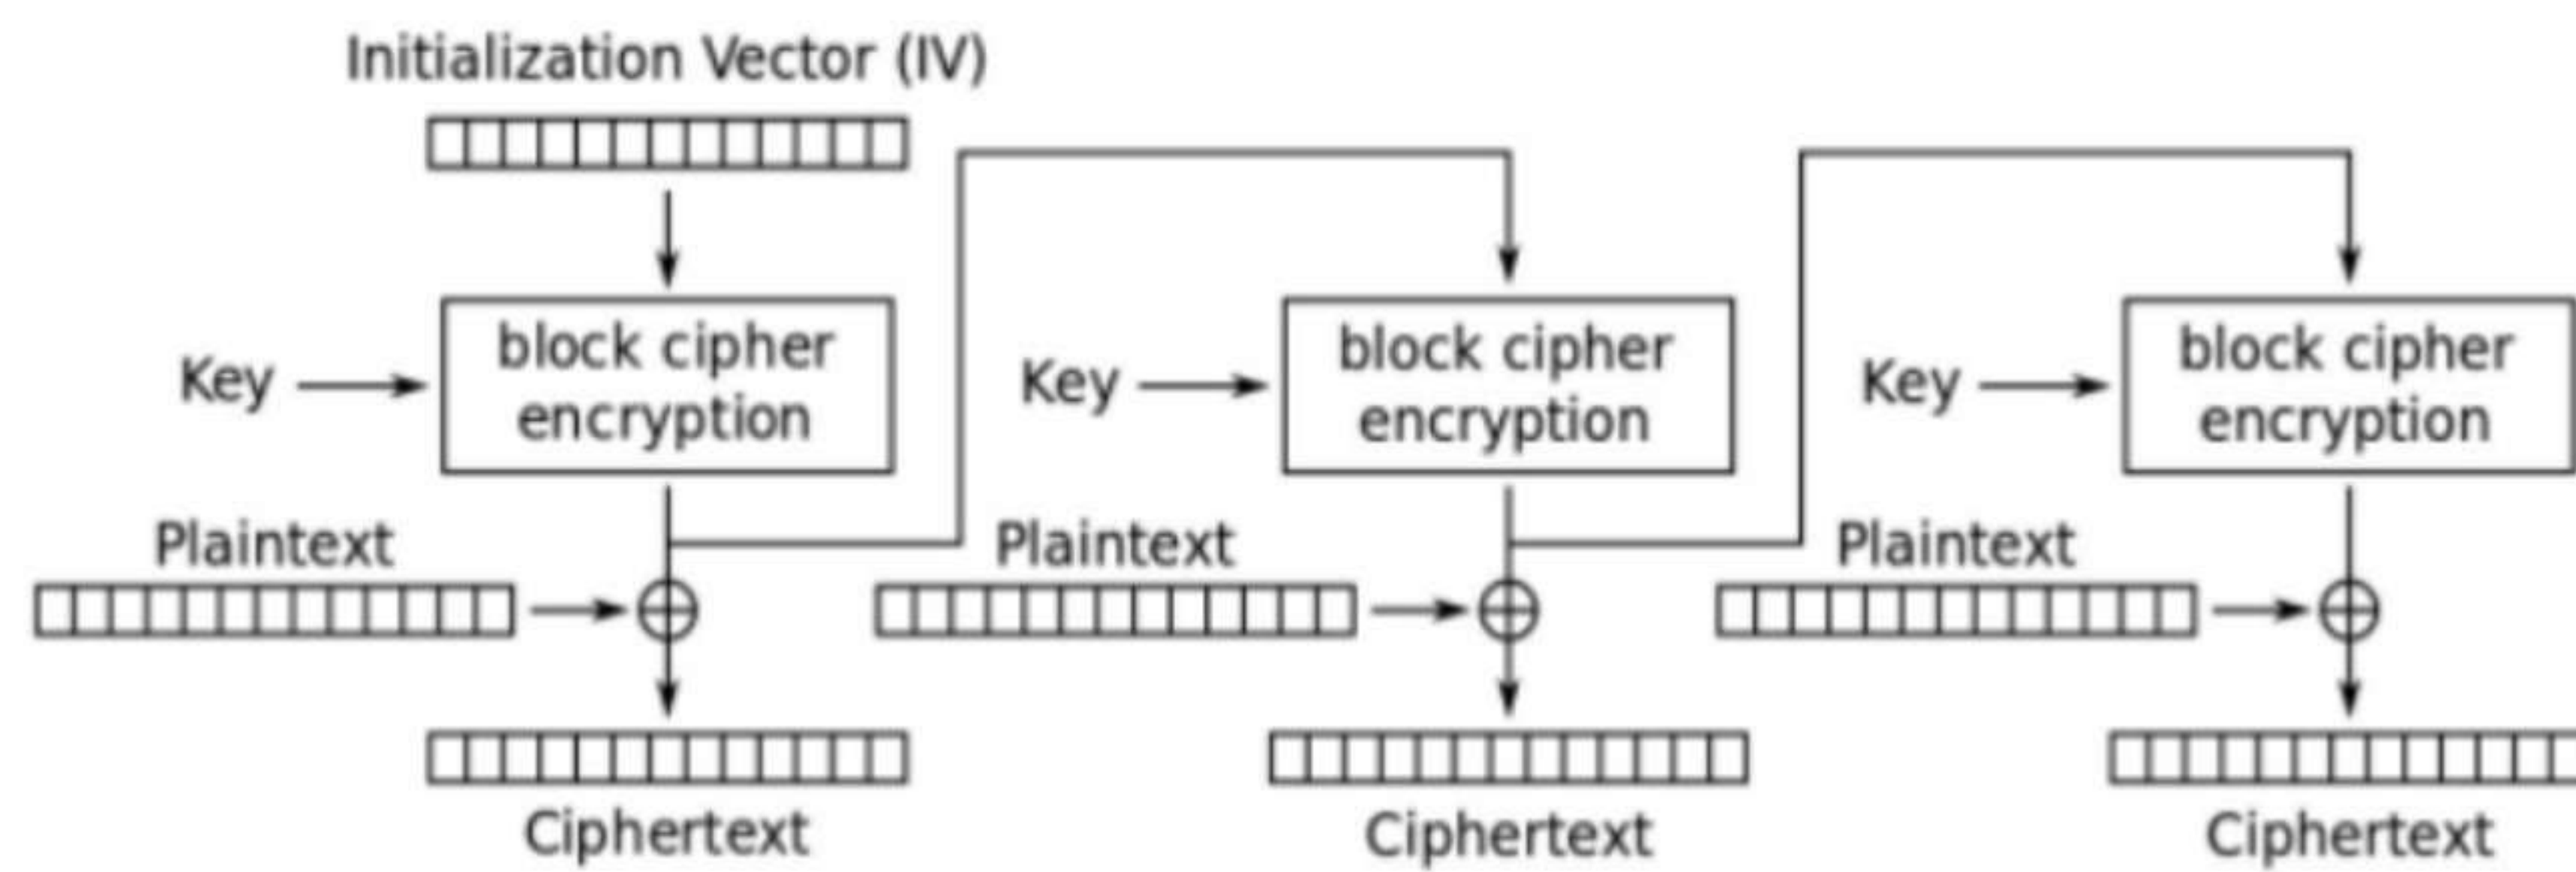 Initialization Vector (IV)
Key
block cipher
encryption
Key
block cipher
encryption
Key
block cipher
encryption
Plaintext
Plaintext
Plaintext
Ciphertext
Ciphertext
Ciphertext